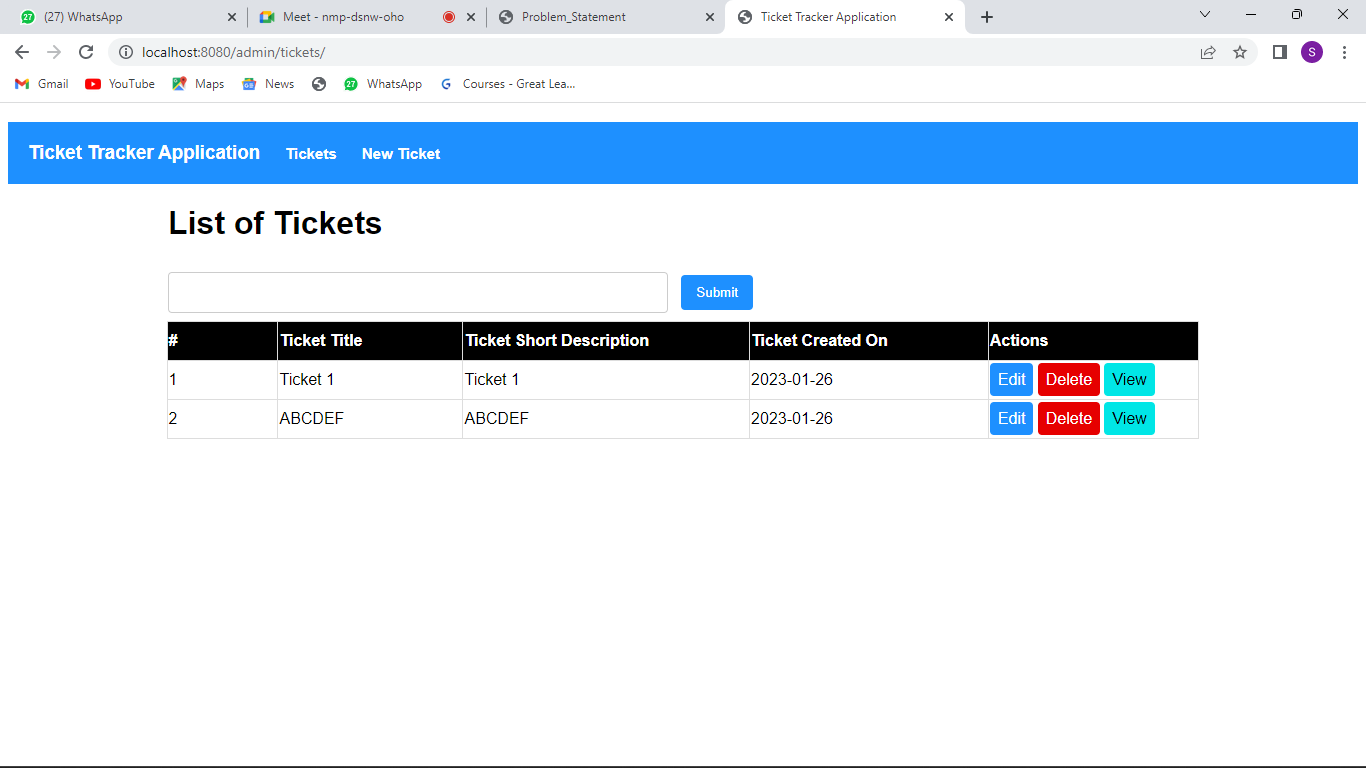 27 (27) WhatsApp Meet - nmp-dsnw-oho Problem_Statement Ticket Tracker Application
localhost:8080/admin/tickets/ S
Gmail YouTube Maps GE News 27 WhatsApp G Courses - Great Lea...
Ticket Tracker Application Tickets New Ticket
List of Tickets
Submit
# Ticket Title Ticket Short Description Ticket Created On Actions
1 Ticket 1 Ticket 1 2023-01-26 Edit Delete View
2 ABCDEF ABCDEF 2023-01-26 Edit Delete View